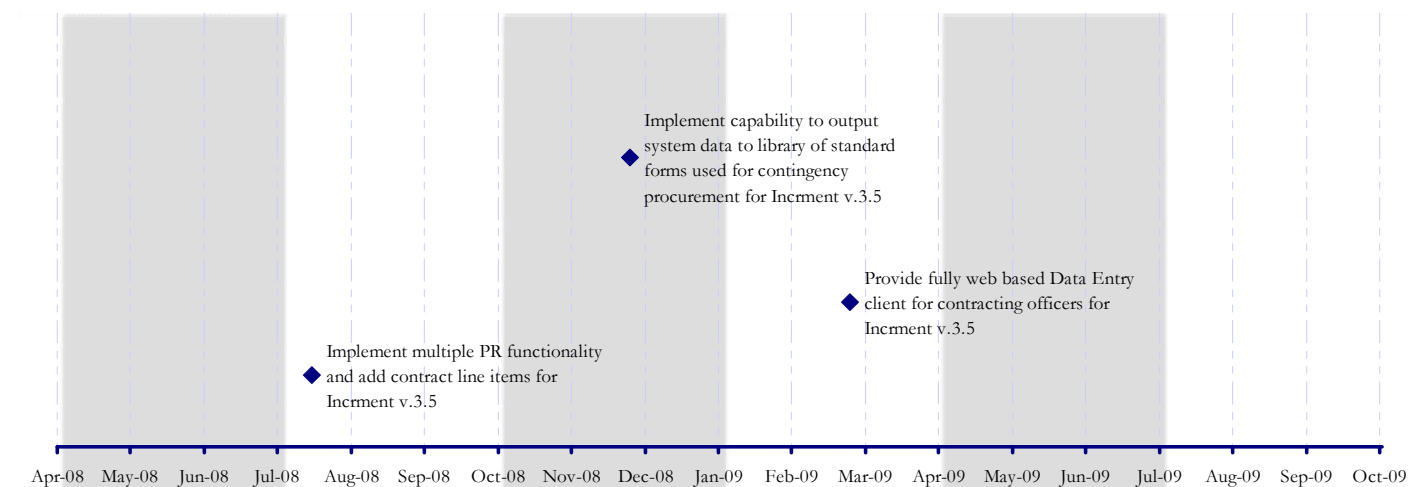 Implement capability to output
system data to library of standard
forms used for contingency
procurement for Incrment v.3.5
Provide fully web based Data Entry
client for contracting officers for
Incrment v.3.5
Implement multiple PR functionality
and add contract line items for
Incrment v.3.5
Apr-08 May-08 Jun-08 Jul-08 Aug-08 Sep-08 Oct-08 Nov-08 Dec-08 Jan-09 Feb-09 Mar-09 Apr-09 May-09 Jun-09 Jul-09 Aug-09 Sep-09 Oct-09